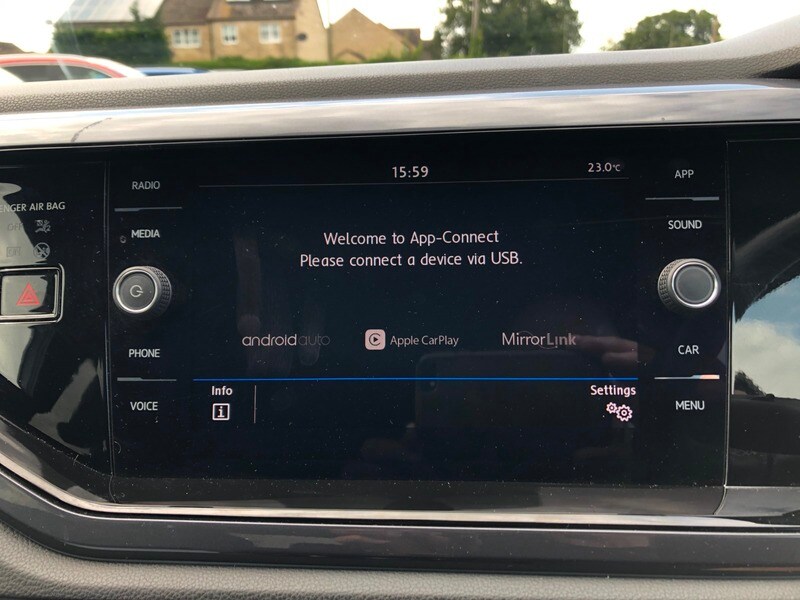 15:59
23.0°C
RADIO
APP
ENGER AIR BAG
MEDIA
SOUND
Welcome to App-Connect
Please connect a device via USB.
androidauto
Apple CarPlay
MirrorLink
PHONE
CAR
Info
Settings
VOICE
MENU